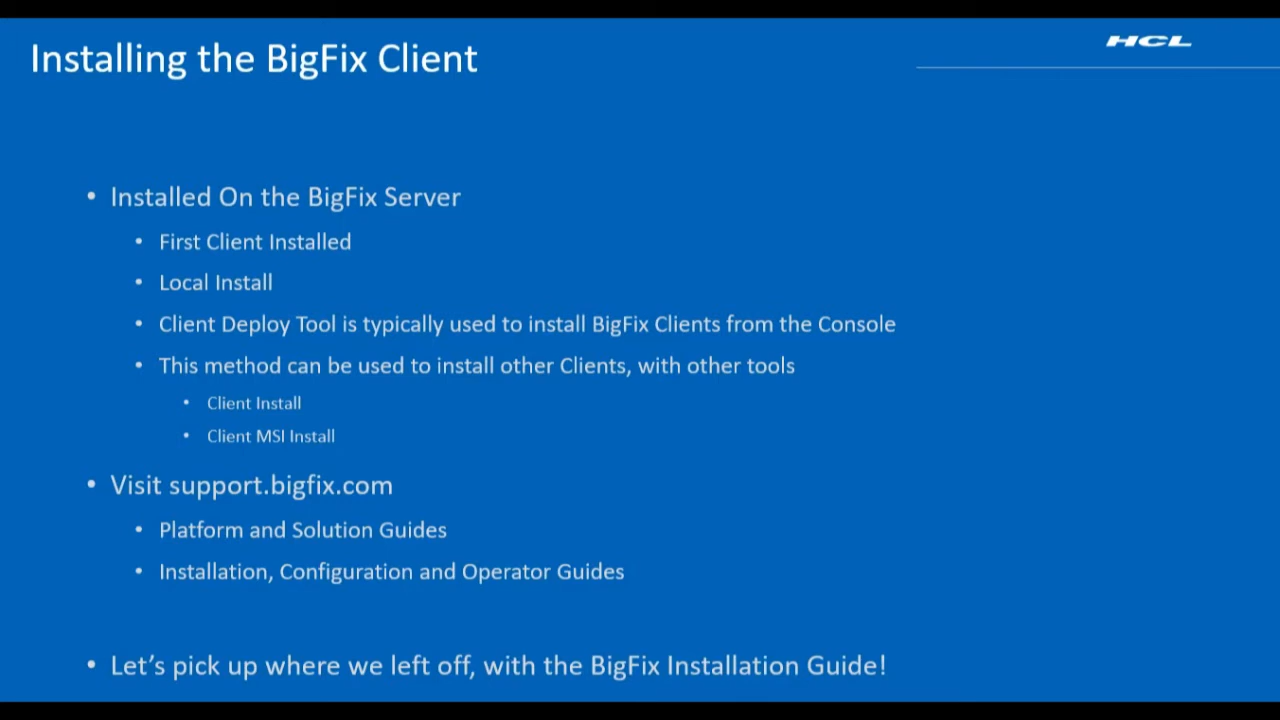 Installing the BigFix Client
HCL
• Installed On the BigFix Server
• First Client Installed
• Local Install
• Client Deploy Tool is typically used to install BigFix Clients from the Console
• This method can be used to install other Clients, with other tools
• Client Install
• Client MSI Install
• Visit support.bigfix.com
• Platform and Solution Guides
• Installation, Configuration and Operator Guides
• Let’s pick up where we left off, with the BigFix Installation Guide!